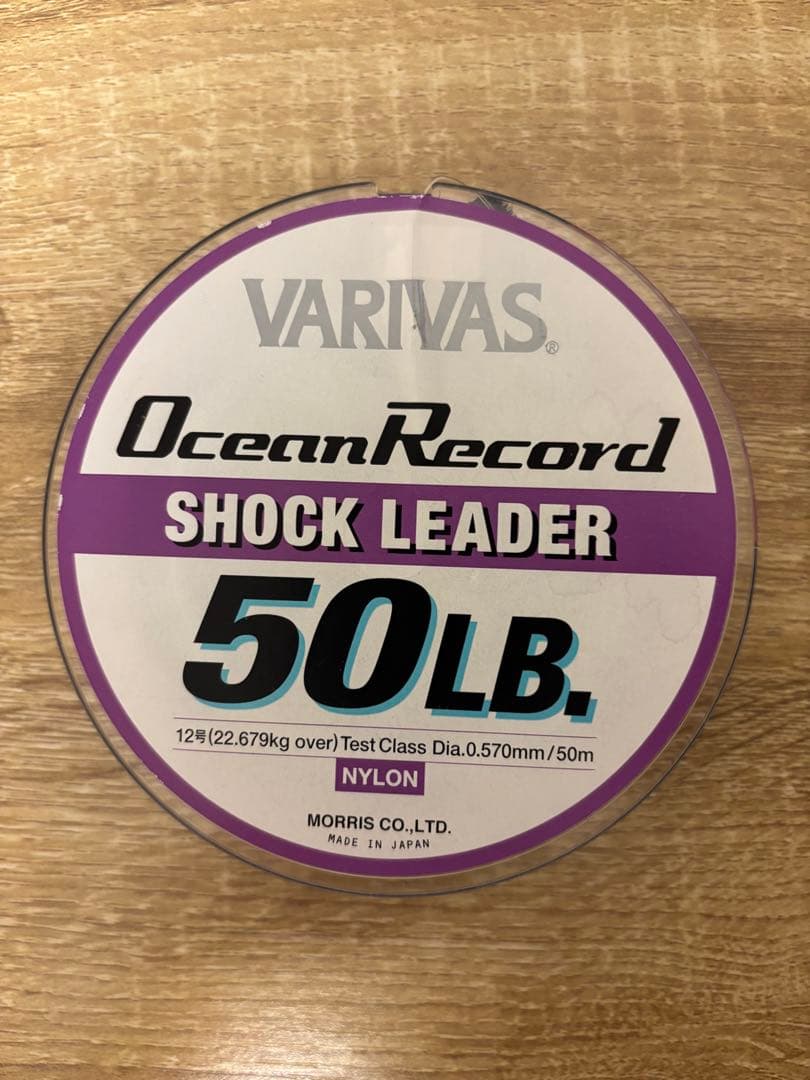 VARIVAS®
OceanRecord
SHOCK LEADER
50LB.
12号(22.679kg over) Test Class Dia.0.570mm/50m
NYLON
MORRIS CO.,LTD.
MADE IN JAPAN